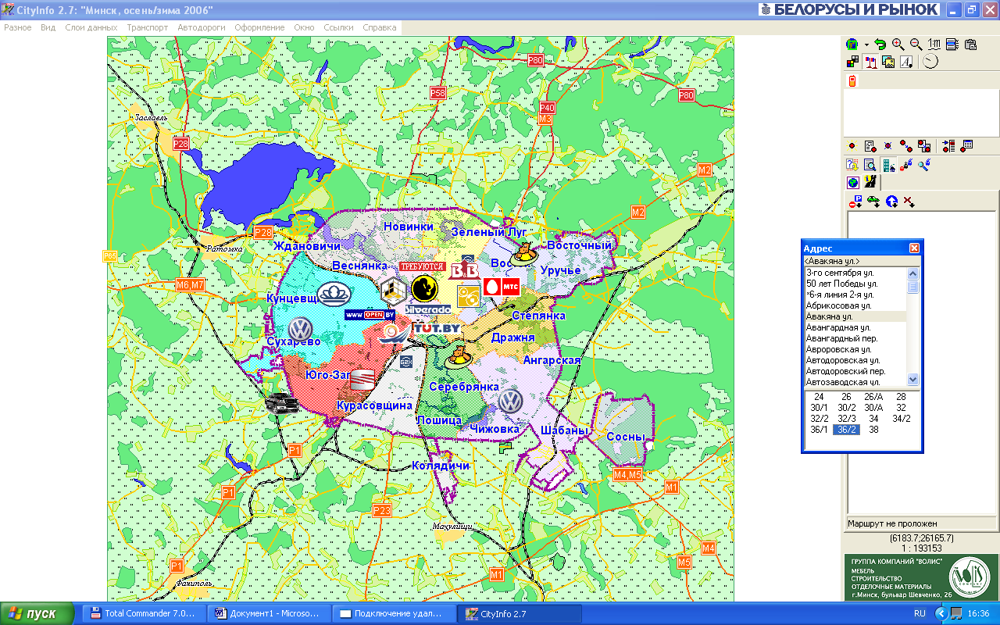 CityInfo 2.7: "Минск, осень/зима 2006"
БЕЛОРУСЫ И РЫНОК
Разное Вид Слои данных Транспорт Автодороги Оформление Окно Ссылки Справка
P80
P58
P80
P40
M3
Заславль
P28
M2
M2
Новинки
Зеленый Луг
P28
Ждановичи
Восточный
Ратомка
P65
Веснянка
ТРЕБУЮТСЯ
BB
Вос
Уручье
M6,M7
МТС
Кунцевщ
Silverado
www OPEN.BY
Степянка
TUT.BY
Сухарево
Дражня
Ангарская
Юго-Зап
Серебрянка
Курасовщина
Лошица
Чижовка
Шабаны
Сосны
P1
Колядичи
M4,M5
M1
P1
P23
Мачулищи
M4
P1
M5
M1
Фаниполь
Адрес
<Авакяна ул.>
3-го сентября ул.
50 лет Победы ул.
*6-я линия 2-я ул.
Абрикосовая ул.
Авакяна ул.
Авангардная ул.
Авангардный пер.
Авроровская ул.
Автодоровская ул.
Автодоровский пер.
Автозаводская ул.
24 26 26/А 28
30/1 30/2 30/А 32
32/2 32/3 34 34/2
36/1 36/2 38
Маршрут не проложен
(6183.7;26165.7)
1 : 193153
ГРУППА КОМПАНИЙ "ВОЛИС"
МЕБЕЛЬ
СТРОИТЕЛЬСТВО
ОТДЕЛОЧНЫЕ МАТЕРИАЛЫ
г.Минск, бульвар Шевченко, 26
Volis
пуск
Total Commander 7.0...
Документ1 - Microso...
Подключение удал...
CityInfo 2.7
RU
16:36